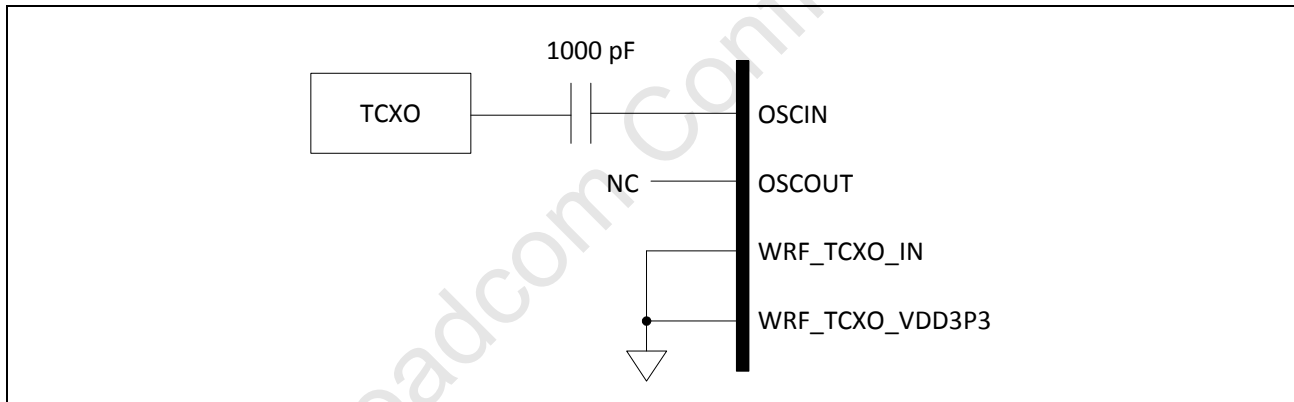 1000 pF
TCXO
OSCIN
NC
OSCOUT
WRF_TCXO_IN
WRF_TCXO_VDD3P3